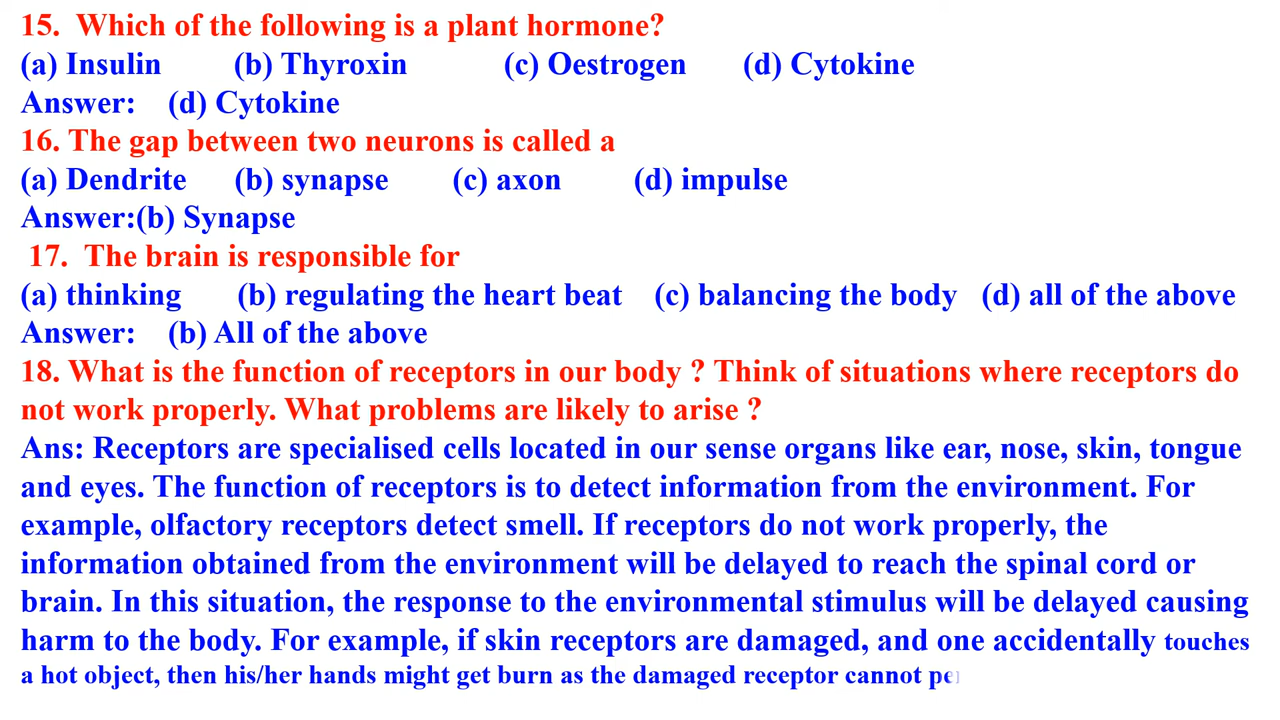 15. Which of the following is a plant hormone?
(a) Insulin (b) Thyroxin (c) Oestrogen (d) Cytokine
Answer: (d) Cytokine
16. The gap between two neurons is called a
(a) Dendrite (b) synapse (c) axon (d) impulse
Answer:(b) Synapse
17. The brain is responsible for
(a) thinking (b) regulating the heart beat (c) balancing the body (d) all of the above
Answer: (b) All of the above
18. What is the function of receptors in our body ? Think of situations where receptors do
not work properly. What problems are likely to arise ?
Ans: Receptors are specialised cells located in our sense organs like ear, nose, skin, tongue
and eyes. The function of receptors is to detect information from the environment. For
example, olfactory receptors detect smell. If receptors do not work properly, the
information obtained from the environment will be delayed to reach the spinal cord or
brain. In this situation, the response to the environmental stimulus will be delayed causing
harm to the body. For example, if skin receptors are damaged, and one accidentally touches
a hot object, then his/her hands might get burn as the damaged receptor cannot